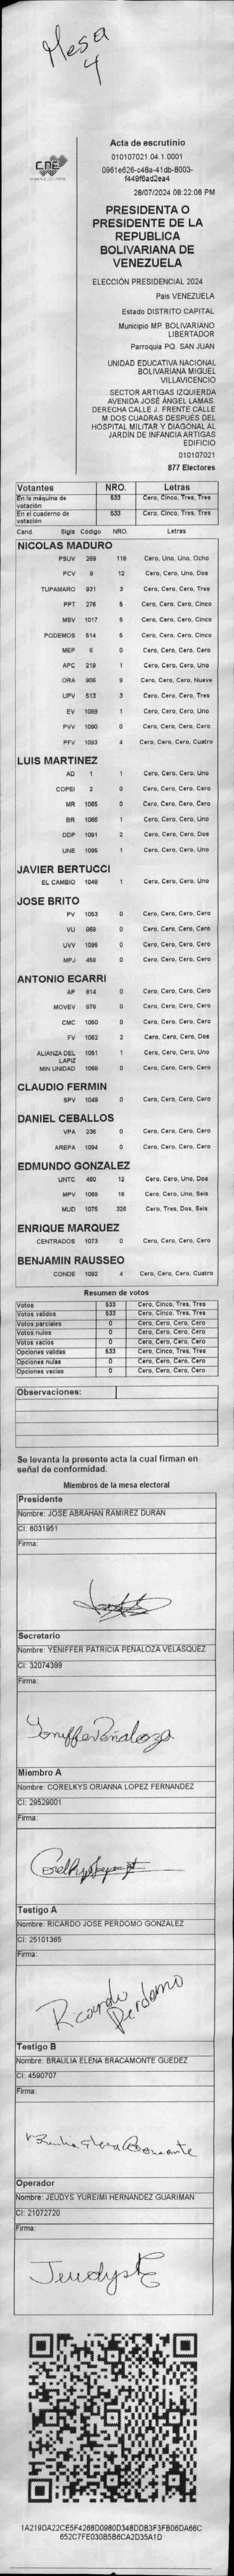 Mesa
4
CNE
Acta de escrutinio
010107021.04.1.0001
0961e626-c48a-41db-8003-
f449f6ad2ea4
28/07/2024 08:22:08 PM
PRESIDENTA O
PRESIDENTE DE LA
REPUBLICA
BOLIVARIANA DE
VENEZUELA
ELECCIÓN PRESIDENCIAL 2024
Pais VENEZUELA
Estado DISTRITO CAPITAL
Municipio MP. BOLIVARIANO
LIBERTADOR
Parroquia PQ. SAN JUAN
UNIDAD EDUCATIVA NACIONAL
BOLIVARIANA MIGUEL
VILLAVICENCIO
SECTOR ARTIGAS IZQUIERDA
AVENIDA JOSÉ ÁNGEL LAMAS.
DERECHA CALLE J. FRENTE CALLE
M DOS CUADRAS DESPUÉS DEL
HOSPITAL MILITAR Y DIAGONAL AL
JARDÍN DE INFANCIA ARTIGAS
EDIFICIO
010107021
877 Electores
Votantes NRO. Letras
En la máquina de votación 533 Cero, Cinco, Tres, Tres
En el cuaderno de votación 533 Cero, Cinco, Tres, Tres
Cand. Sigla Código NRO. Letras
NICOLAS MADURO
PSUV 269 118 Cero, Uno, Uno, Ocho
PCV 9 12 Cero, Cero, Uno, Dos
TUPAMARO 931 3 Cero, Cero, Cero, Tres
PPT 276 5 Cero, Cero, Cero, Cinco
MSV 1017 5 Cero, Cero, Cero, Cinco
PODEMOS 514 5 Cero, Cero, Cero, Cinco
MEP 6 0 Cero, Cero, Cero, Cero
APC 219 1 Cero, Cero, Cero, Uno
ORA 906 9 Cero, Cero, Cero, Nueve
UPV 513 3 Cero, Cero, Cero, Tres
EV 1089 1 Cero, Cero, Cero, Uno
PVV 1090 0 Cero, Cero, Cero, Cero
PFV 1093 4 Cero, Cero, Cero, Cuatro
LUIS MARTINEZ
AD 1 1 Cero, Cero, Cero, Uno
COPEI 2 0 Cero, Cero, Cero, Cero
MR 1065 0 Cero, Cero, Cero, Cero
BR 1066 1 Cero, Cero, Cero, Uno
DDP 1091 2 Cero, Cero, Cero, Dos
UNE 1095 1 Cero, Cero, Cero, Uno
JAVIER BERTUCCI
EL CAMBIO 1048 1 Cero, Cero, Cero, Uno
JOSE BRITO
PV 1053 0 Cero, Cero, Cero, Cero
VU 969 0 Cero, Cero, Cero, Cero
UVV 1096 0 Cero, Cero, Cero, Cero
MPJ 458 0 Cero, Cero, Cero, Cero
ANTONIO ECARRI
AP 814 0 Cero, Cero, Cero, Cero
MOVEV 879 0 Cero, Cero, Cero, Cero
CMC 1060 0 Cero, Cero, Cero, Cero
FV 1062 2 Cero, Cero, Cero, Dos
ALIANZA DEL LAPIZ 1061 1 Cero, Cero, Cero, Uno
MIN UNIDAD 1068 0 Cero, Cero, Cero, Cero
CLAUDIO FERMIN
SPV 1049 0 Cero, Cero, Cero, Cero
DANIEL CEBALLOS
VPA 236 0 Cero, Cero, Cero, Cero
AREPA 1094 0 Cero, Cero, Cero, Cero
EDMUNDO GONZALEZ
UNTC 460 12 Cero, Cero, Uno, Dos
MPV 1069 16 Cero, Cero, Uno, Seis
MUD 1075 326 Cero, Tres, Dos, Seis
ENRIQUE MARQUEZ
CENTRADOS 1073 0 Cero, Cero, Cero, Cero
BENJAMIN RAUSSEO
CONDE 1092 4 Cero, Cero, Cero, Cuatro
Resumen de votos
Votos 533 Cero, Cinco, Tres, Tres
Votos validos 533 Cero, Cinco, Tres, Tres
Votos parciales 0 Cero, Cero, Cero, Cero
Votos nulos 0 Cero, Cero, Cero, Cero
Votos vacios 0 Cero, Cero, Cero, Cero
Opciones validas 533 Cero, Cinco, Tres, Tres
Opciones nulas 0 Cero, Cero, Cero, Cero
Opciones vacias 0 Cero, Cero, Cero, Cero
Observaciones:
Se levanta la presente acta la cual firman en
señal de conformidad.
Miembros de la mesa electoral
Presidente
Nombre: JOSE ABRAHAN RAMIREZ DURAN
CI: 6031951
Firma:
Secretario
Nombre: YENIFFER PATRICIA PENALOZA VELASQUEZ
CI: 32074399
Firma:
Yeniffer Peñaloza
Miembro A
Nombre: CORELKYS ORIANNA LOPEZ FERNANDEZ
CI: 29529001
Firma:
Testigo A
Nombre: RICARDO JOSE PERDOMO GONZALEZ
CI: 25101365
Firma:
Ricardo Perdomo
Testigo B
Nombre: BRAULIA ELENA BRACAMONTE GUEDEZ
CI: 4590707
Firma:
Operador
Nombre: JEUDYS YUREIMI HERNANDEZ GUARIMAN
CI: 21072720
Firma:
1A219DA22CE5F4268D0980D348DDB3F3FB06DA66C
652C7FE030B5B6CA2D35A1D